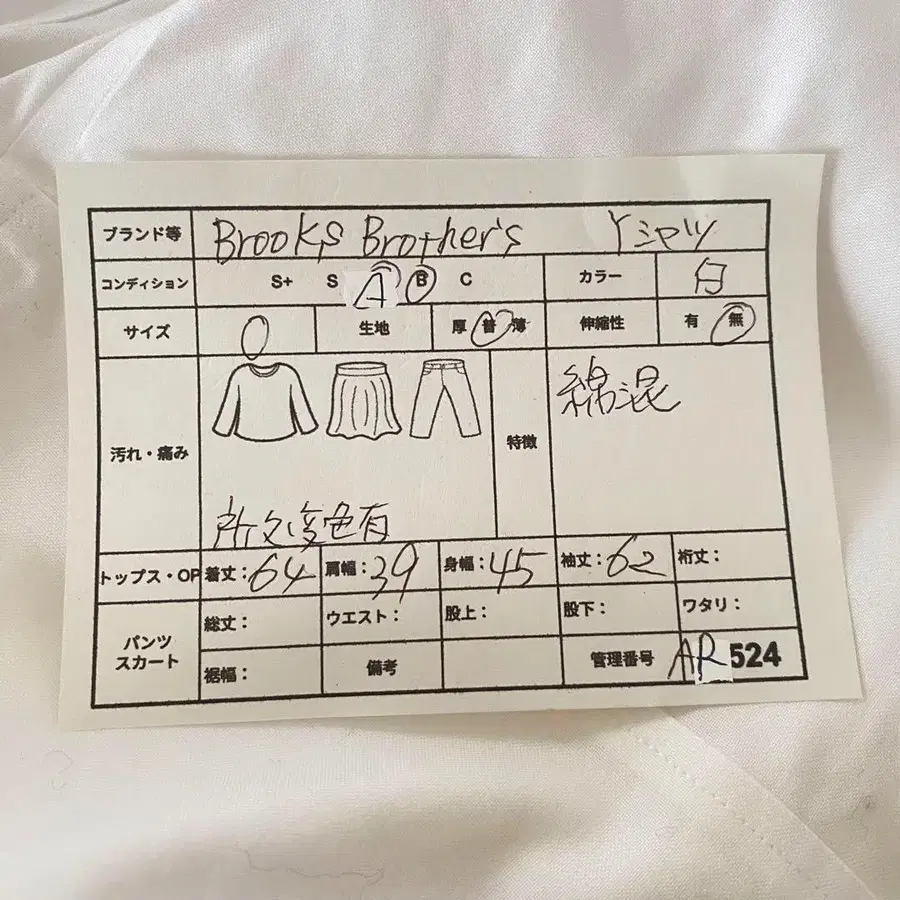 ブランド等 Brooks Brother's Yシャツ
コンディション S+ S A B C カラー 白
サイズ 0 生地 厚 普 薄 伸縮性 有 無
汚れ・痛み 特徴 綿混
変色有
トップス・OP 着丈：64 肩幅：39 身幅：45 袖丈：62 裄丈：
パンツ スカート 総丈： ウエスト： 股上： 股下： ワタリ：
裾幅： 備考 管理番号 AR524